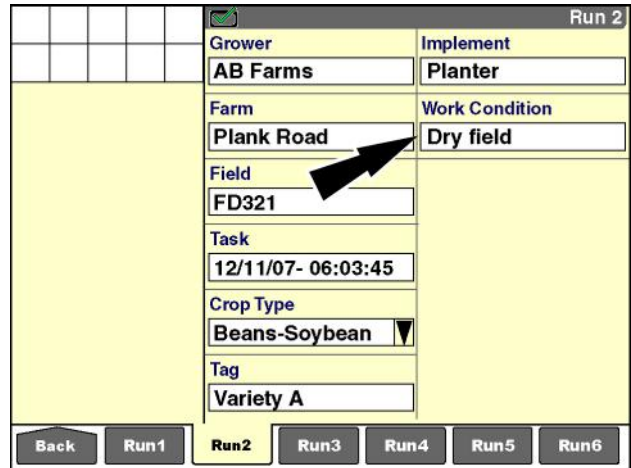 Run 2
Grower
AB Farms
Implement
Planter
Farm
Plank Road
Work Condition
Dry field
Field
FD321
Task
12/11/07- 06:03:45
Crop Type
Beans-Soybean
Tag
Variety A
Back
Run1
Run2
Run3
Run4
Run5
Run6